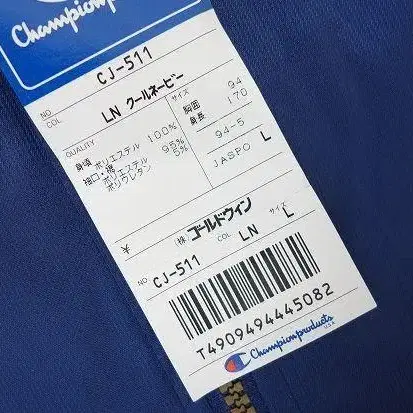 Champion products
NO CJ-511
COL LN クールネービー
QUALITY
身頃 ポリエステル 100%
袖口・裾 ポリエステル 95%
ポリウレタン 5%
サイズ
胸囲 94
身長 170
94-5 L
JASPO
¥
(株)ゴールドウイン
NO CJ-511 COL LN サイズ L
T4909494445082
Championproducts
U.S.A.